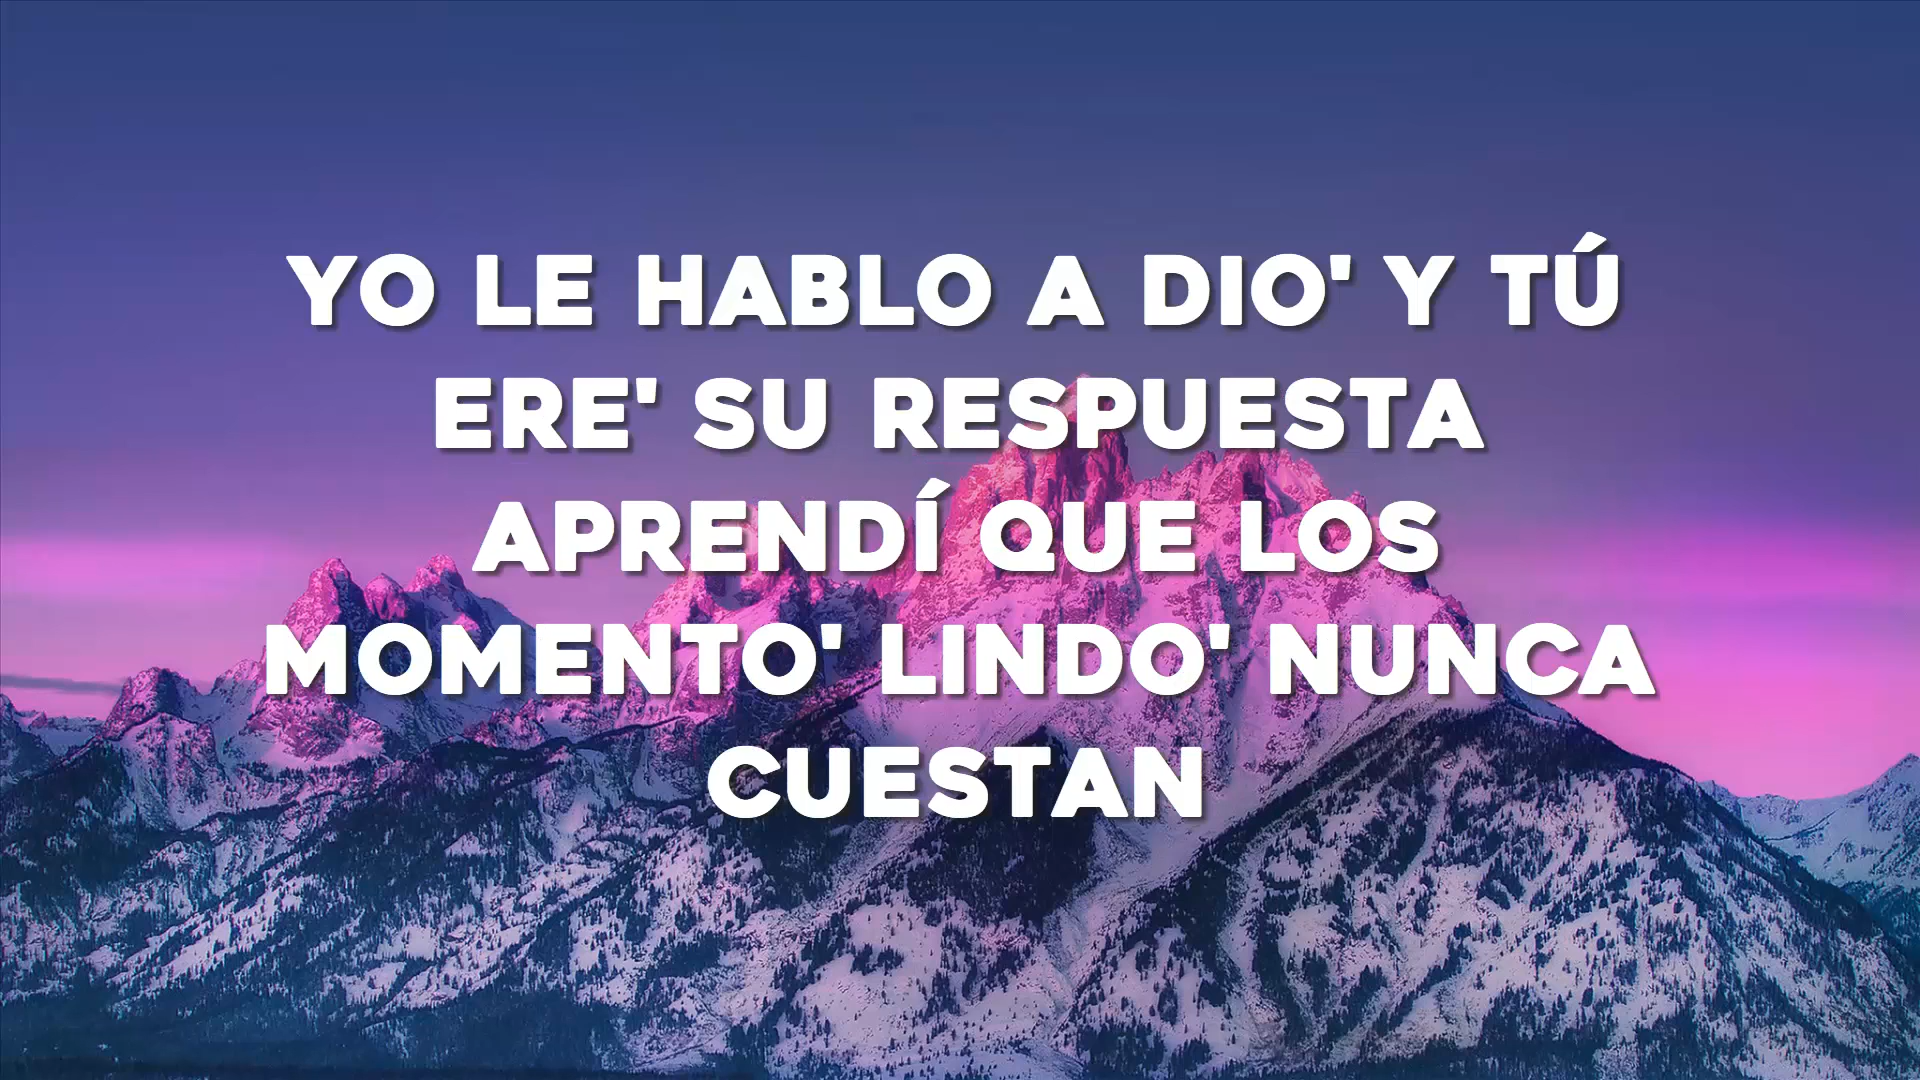 YO LE HABLO A DIO' Y TÚ
ERE' SU RESPUESTA
APRENDÍ QUE LOS
MOMENTO' LINDO' NUNCA
CUESTAN